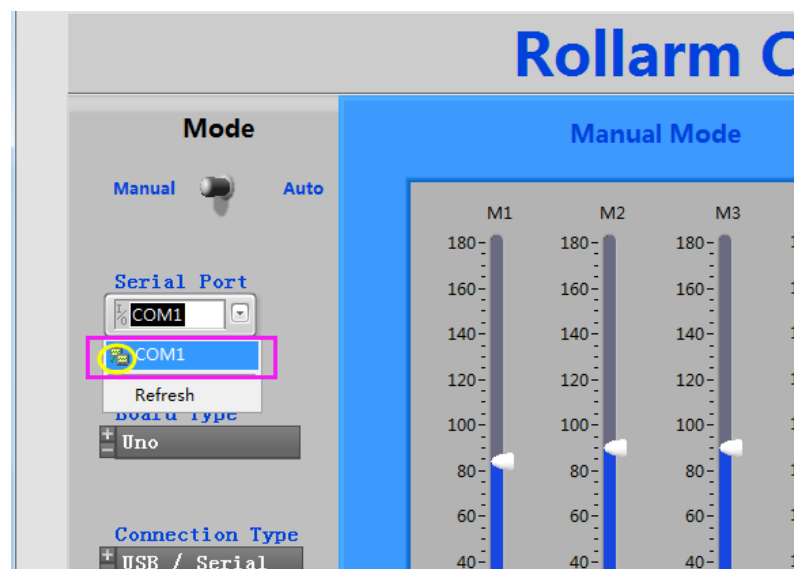 Rollarm C
Mode
Manual Mode
Manual Auto
M1 M2 M3
180 180 180
Serial Port
160 160 160
COM1
140 140 140
COM1
120 120 120
Refresh
Board Type
100 100 100
Uno
80 80 80
60 60 60
Connection Type
USB / Serial
40 40 40